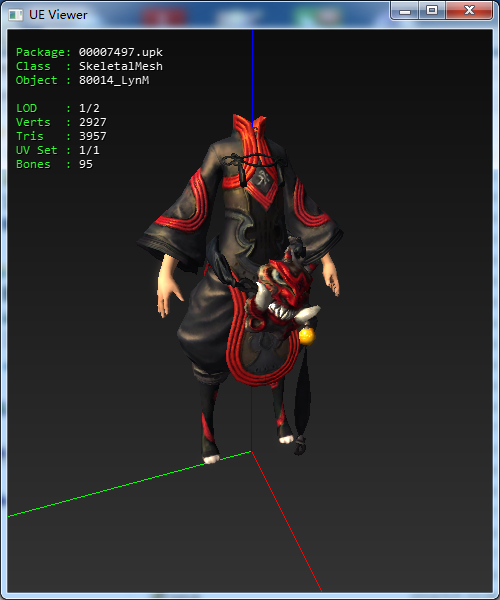 UE Viewer
Package: 00007497.upk
Class : SkeletalMesh
Object : 80014_LynM
LOD : 1/2
Verts : 2927
Tris : 3957
UV Set : 1/1
Bones : 95